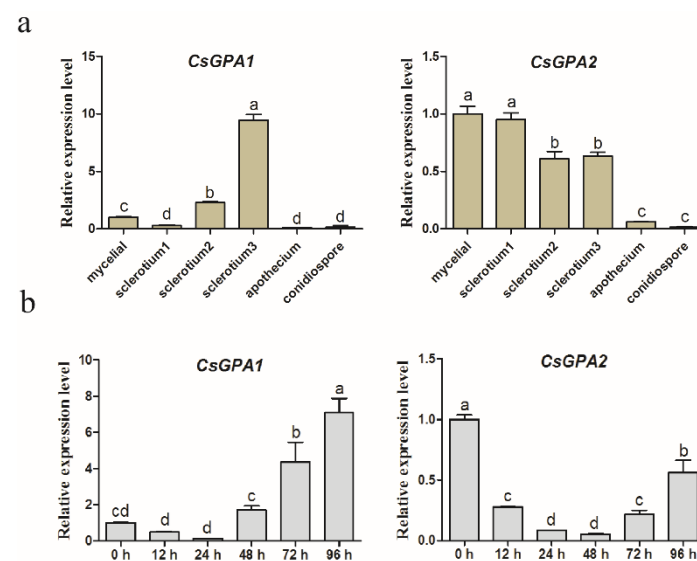 a
CsGPA1
CsGPA2
Relative expression level
15
10
5
0
c
d
b
a
d
d
mycelial
sclerotium1
sclerotium2
sclerotium3
apothecium
conidiospore
Relative expression level
1.5
1.0
0.5
0.0
a
a
b
b
c
c
mycelial
sclerotium1
sclerotium2
sclerotium3
apothecium
conidiospore
b
CsGPA1
CsGPA2
Relative expression level
10
8
6
4
2
0
cd
d
d
c
b
a
0 h 12 h 24 h 48 h 72 h 96 h
Relative expression level
1.5
1.0
0.5
0.0
a
c
d
d
c
b
0 h 12 h 24 h 48 h 72 h 96 h